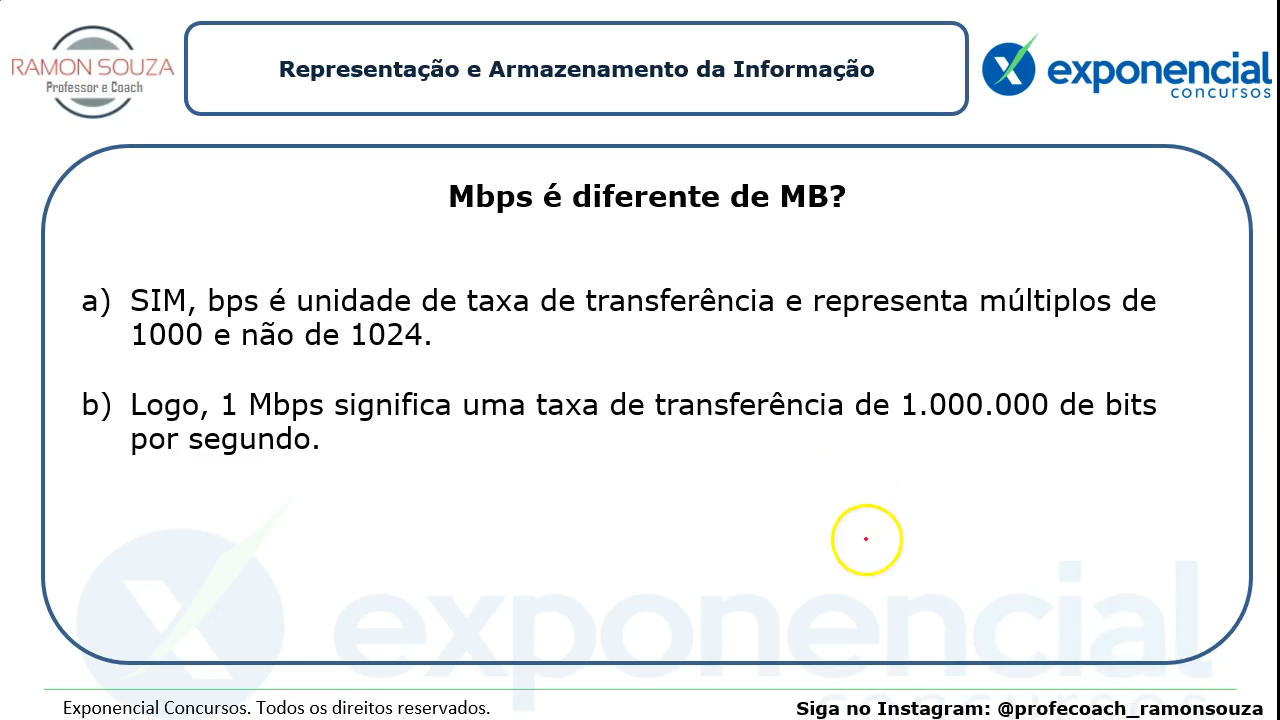 RAMON SOUZA
Professor e Coach
Representação e Armazenamento da Informação
exponencial
concursos
Mbps é diferente de MB?
a) SIM, bps é unidade de taxa de transferência e representa múltiplos de
1000 e não de 1024.
b) Logo, 1 Mbps significa uma taxa de transferência de 1.000.000 de bits
por segundo.
exponencial
concursos
Exponencial Concursos. Todos os direitos reservados.
Siga no Instagram: @profecoach_ramonsouza